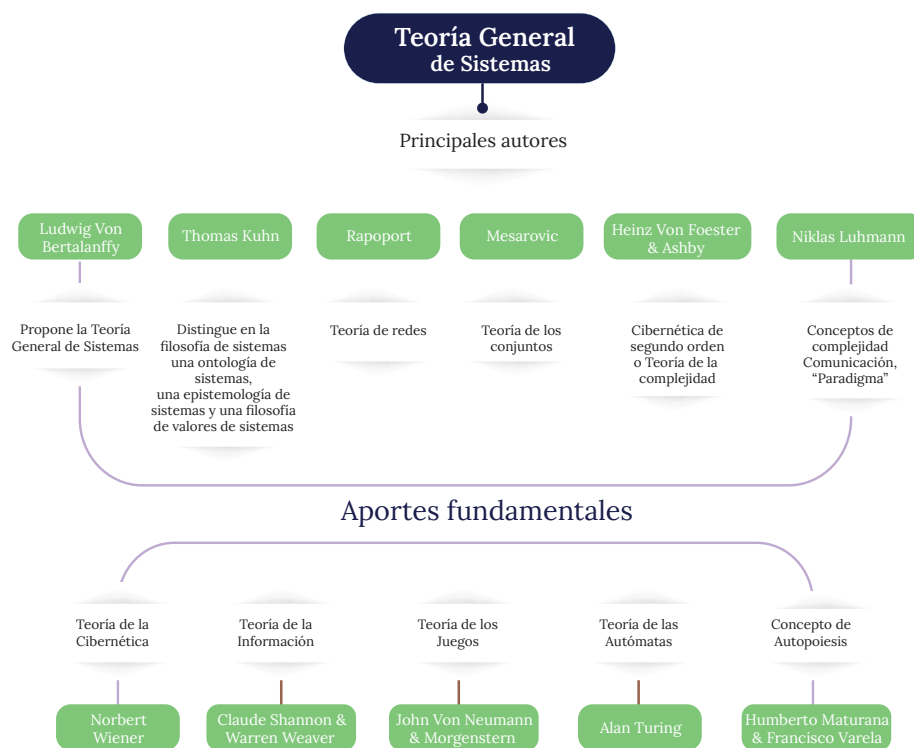 Teoría General
de Sistemas
Principales autores
Ludwig Von
Bertalanffy
Thomas Kuhn
Rapoport
Mesarovic
Heinz Von Foester
& Ashby
Niklas Luhmann
Propone la Teoría
General de Sistemas
Distingue en la
filosofía de sistemas
una ontología de
sistemas,
una epistemología de
sistemas y una filosofía
de valores de sistemas
Teoría de redes
Teoría de los
conjuntos
Cibernética de
segundo orden
o Teoría de la
complejidad
Conceptos de
complejidad
Comunicación,
“Paradigma”
Aportes fundamentales
Teoría de la
Cibernética
Teoría de la
Información
Teoría de los
Juegos
Teoría de las
Autómatas
Concepto de
Autopoiesis
Norbert
Wiener
Claude Shannon &
Warren Weaver
John Von Neumann
& Morgenstern
Alan Turing
Humberto Maturana
& Francisco Varela